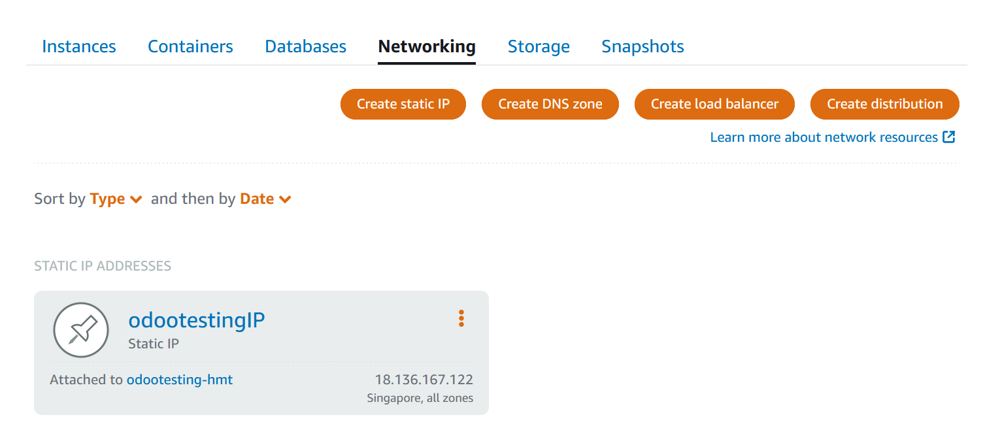 Instances Containers Databases Networking Storage Snapshots
Create static IP Create DNS zone Create load balancer Create distribution
Learn more about network resources
Sort by Type and then by Date
STATIC IP ADDRESSES
odootestingIP
Static IP
Attached to odootesting-hmt 18.136.167.122
Singapore, all zones